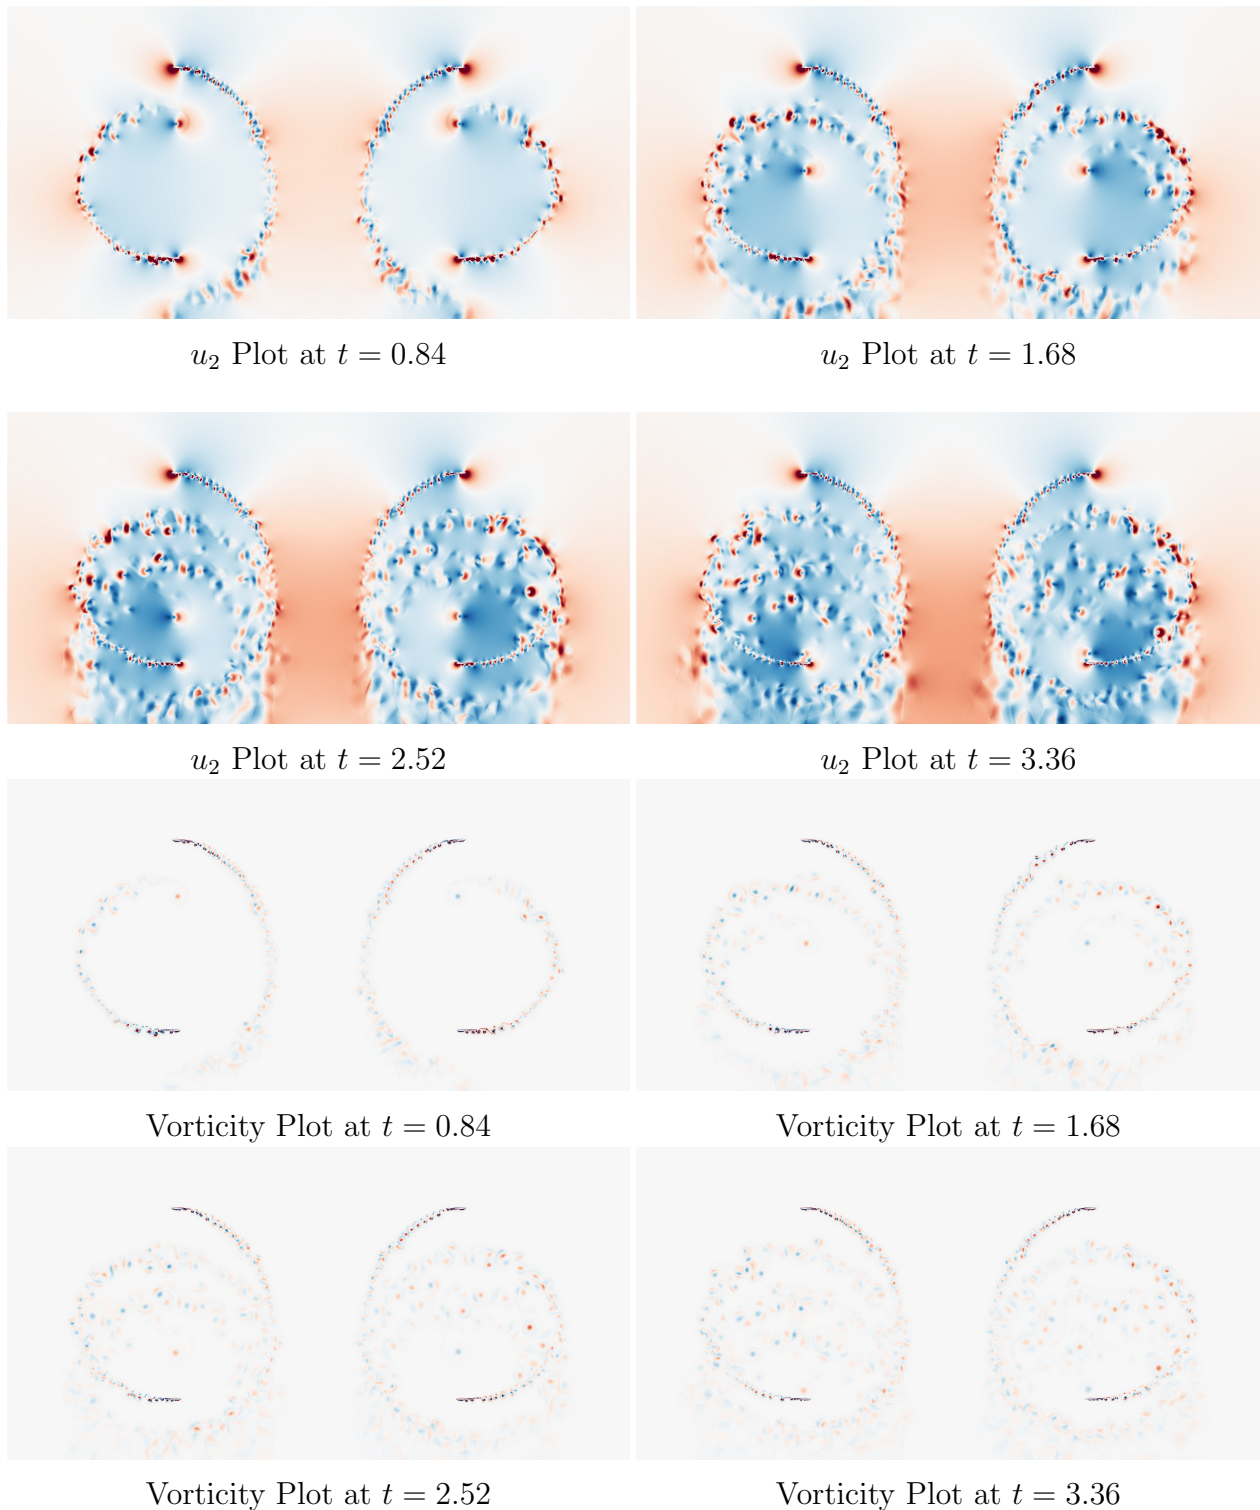 u₂ Plot at t = 0.84
u₂ Plot at t = 1.68
u₂ Plot at t = 2.52
u₂ Plot at t = 3.36
Vorticity Plot at t = 0.84
Vorticity Plot at t = 1.68
Vorticity Plot at t = 2.52
Vorticity Plot at t = 3.36